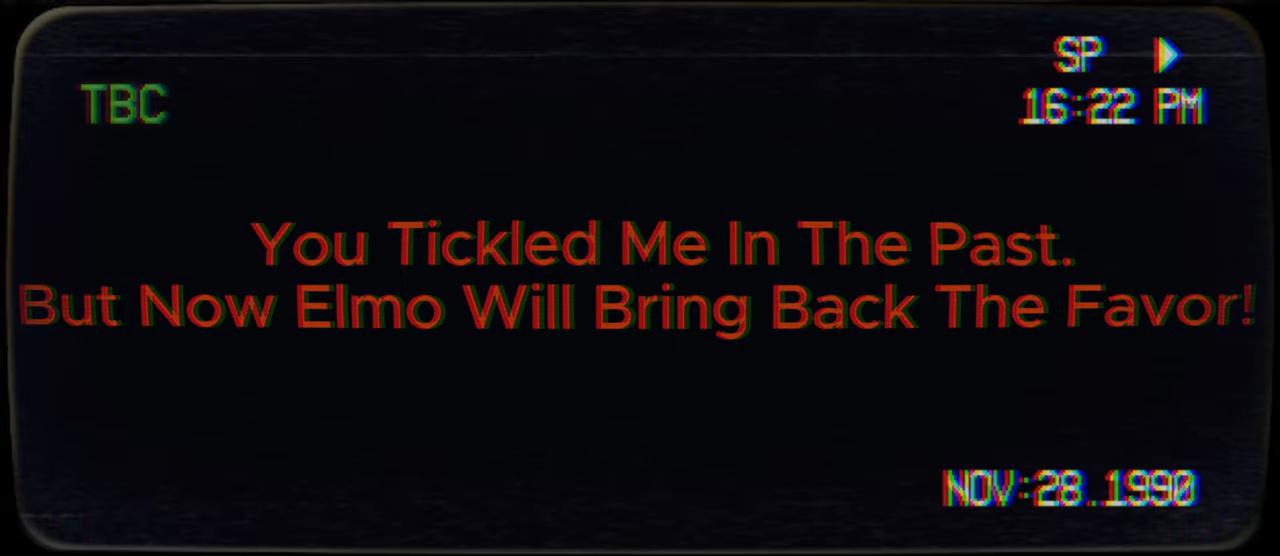 SP
TBC
16:22 PM
You Tickled Me In The Past.
But Now Elmo Will Bring Back The Favor!
NOV:28.1990